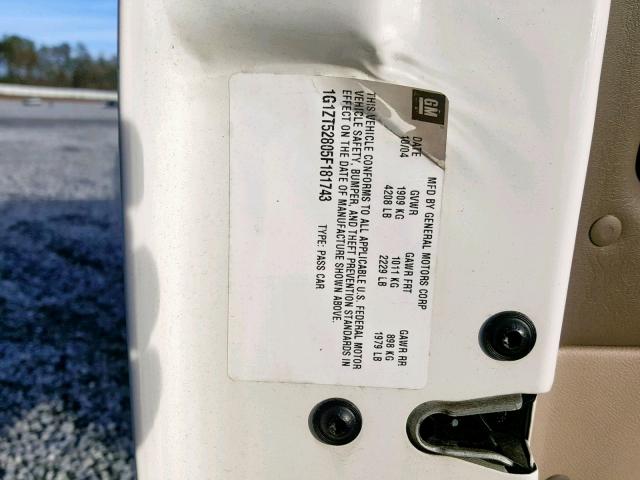 GM
MFD BY GENERAL MOTORS CORP
DATE GVWR GAWR FRT GAWR RR
10/04 1909 KG 1011 KG 898 KG
4208 LB 2229 LB 1979 LB
THIS VEHICLE CONFORMS TO ALL APPLICABLE U.S. FEDERAL MOTOR
VEHICLE SAFETY, BUMPER, AND THEFT PREVENTION STANDARDS IN
EFFECT ON THE DATE OF MANUFACTURE SHOWN ABOVE.
1G1ZT52805F181743 TYPE: PASS CAR